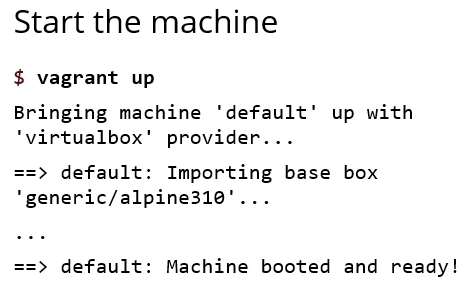 Start the machine
$ vagrant up
Bringing machine 'default' up with
'virtualbox' provider...
==> default: Importing base box
'generic/alpine310'...
...
==> default: Machine booted and ready!